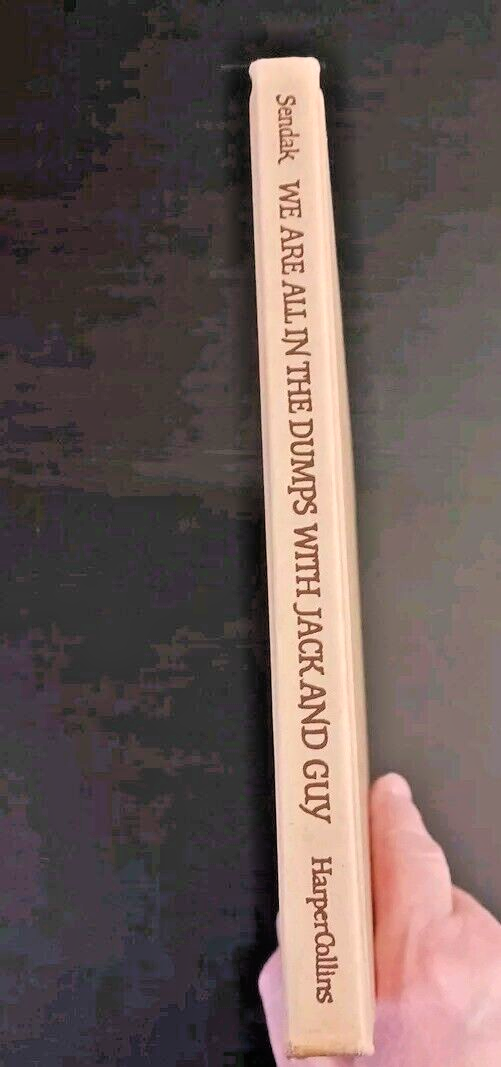 Sendak WE ARE ALL IN THE DUMPS WITH JACK AND GUY HarperCollins